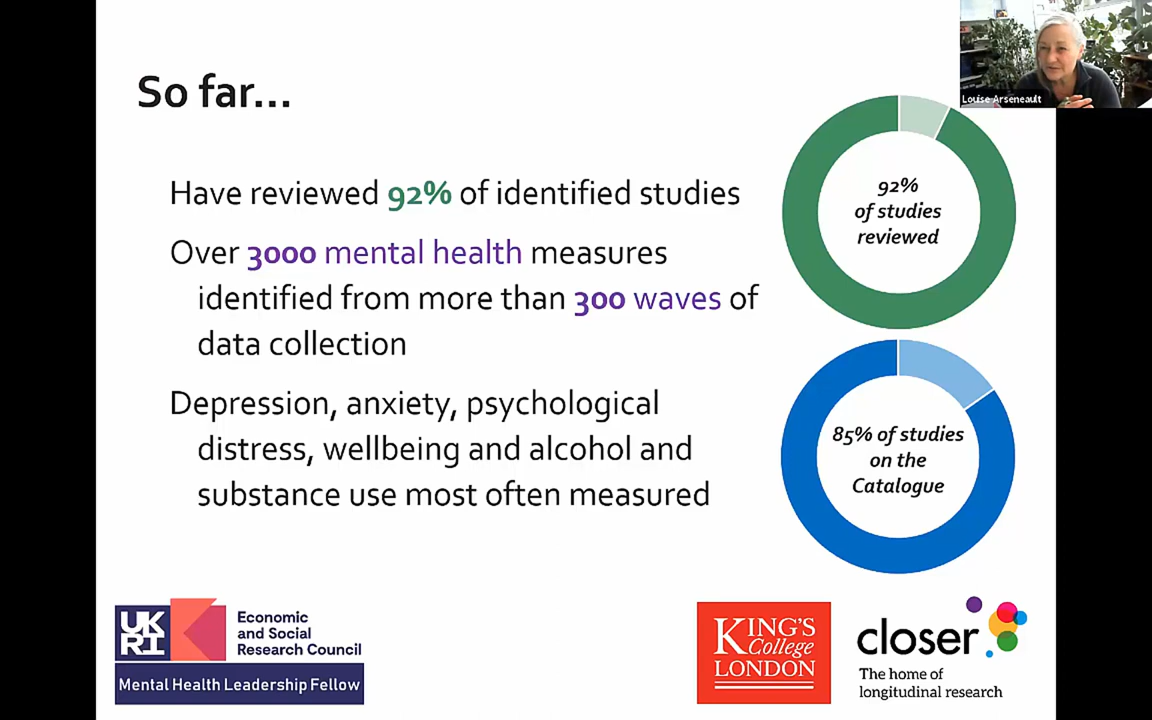 So far...
Louise Arseneault
Have reviewed 92% of identified studies
Over 3000 mental health measures
identified from more than 300 waves of
data collection
Depression, anxiety, psychological
distress, wellbeing and alcohol and
substance use most often measured
92%
of studies
reviewed
85% of studies
on the
Catalogue
UK
RI
Economic
and Social
Research Council
Mental Health Leadership Fellow
KING'S
College
LONDON
closer
The home of
longitudinal research